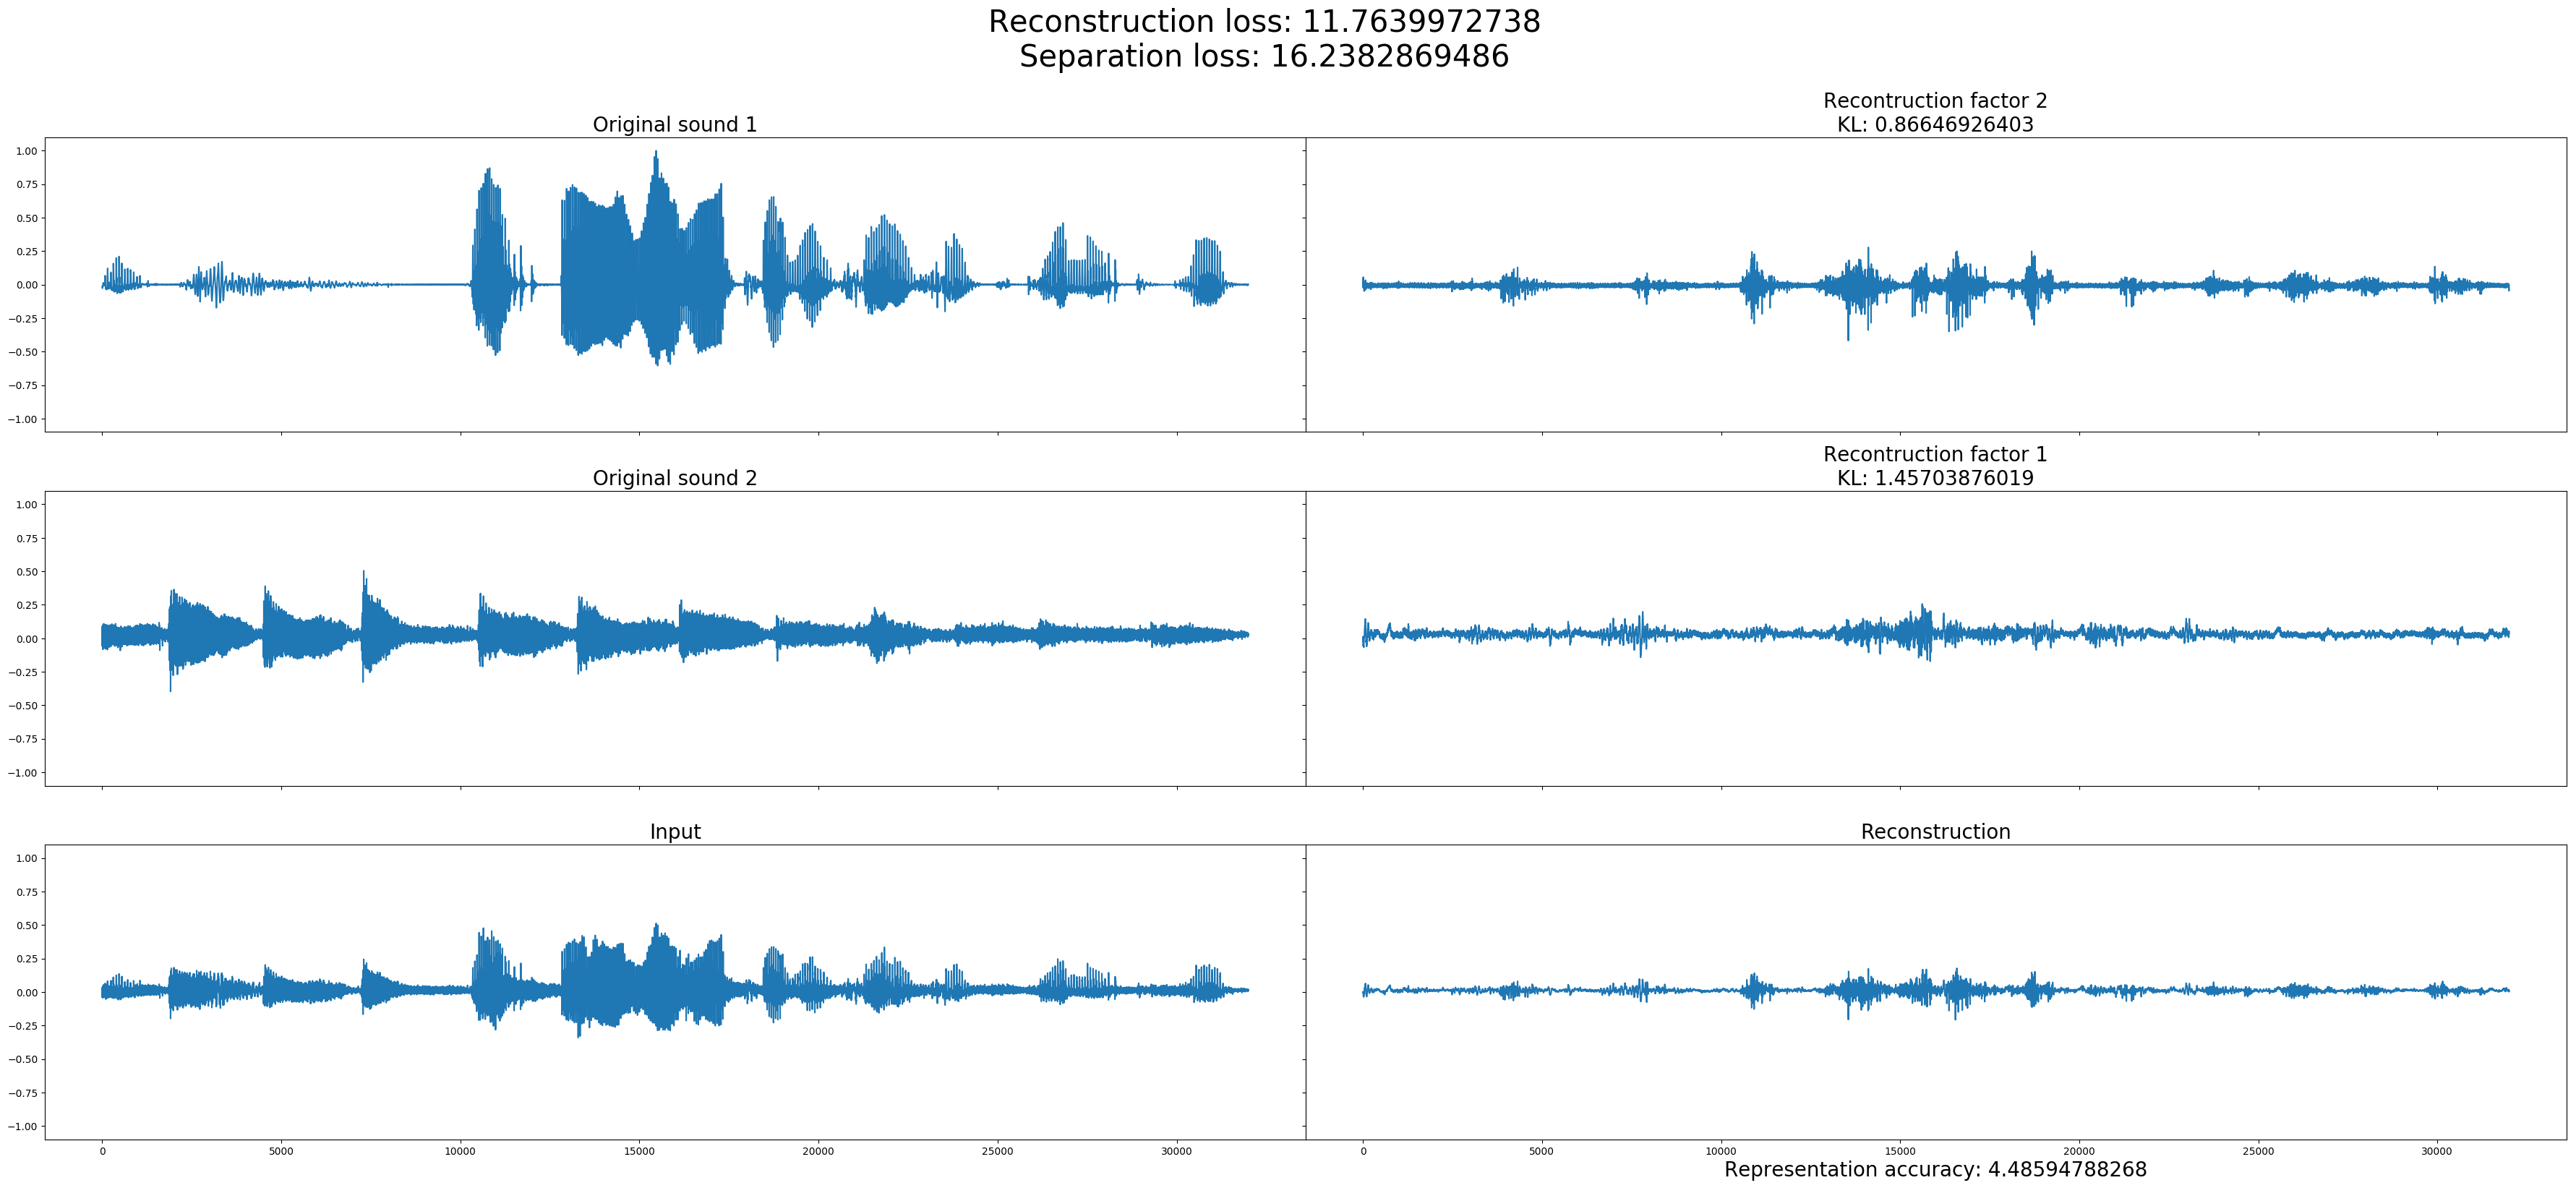 Reconstruction loss: 11.7639972738
Separation loss: 16.2382869486
Original sound 1
Recontruction factor 2
KL: 0.86646926403
1.00
0.75
0.50
0.25
0.00
−0.25
−0.50
−0.75
−1.00
Original sound 2
Recontruction factor 1
KL: 1.45703876019
1.00
0.75
0.50
0.25
0.00
−0.25
−0.50
−0.75
−1.00
Input
Reconstruction
1.00
0.75
0.50
0.25
0.00
−0.25
−0.50
−0.75
−1.00
0 5000 10000 15000 20000 25000 30000
0 5000 10000 15000 20000 25000 30000
Representation accuracy: 4.48594788268